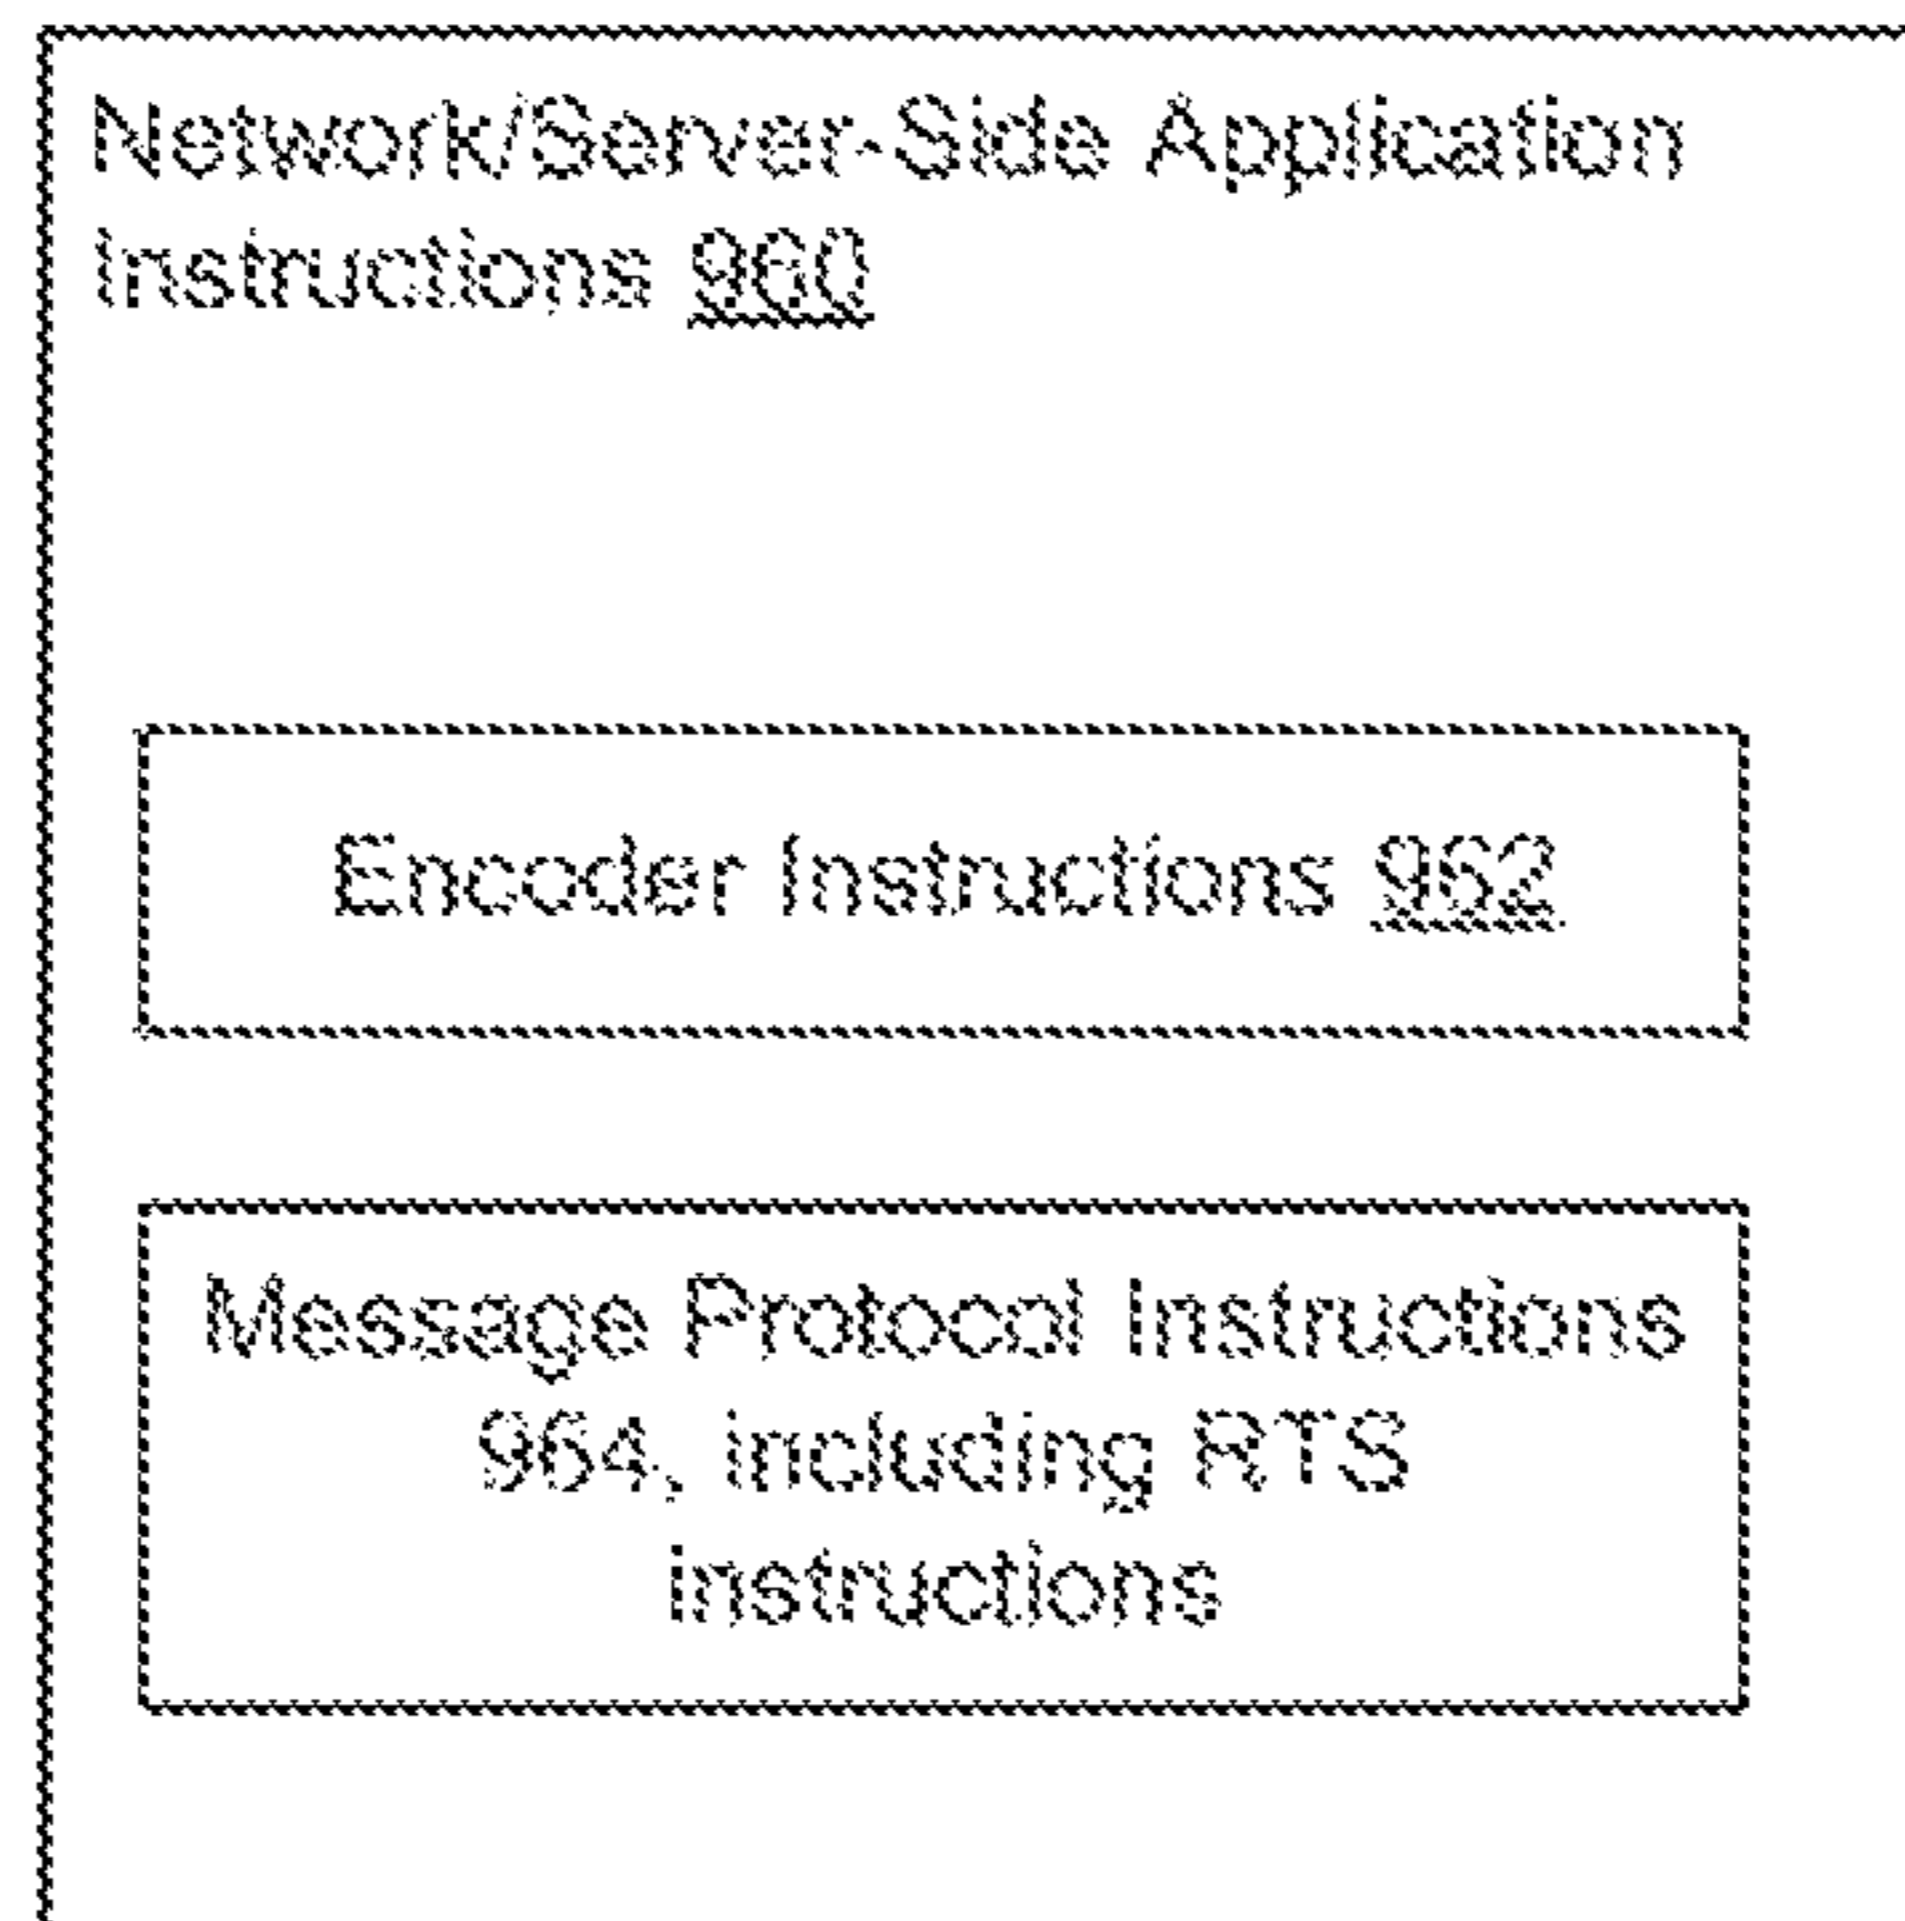 Network/Server-Side Application
Instructions 960
Encoder Instructions 962
Message Protocol Instructions
964, including RTS
instructions